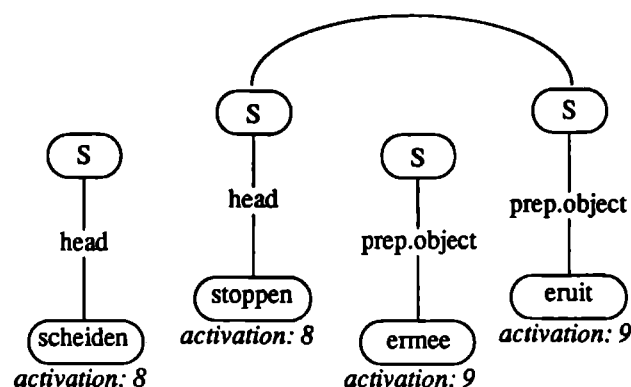 S
S
S
S
head
head
prep.object
prep.object
scheiden
activation: 8
stoppen
activation: 8
ermee
activation: 9
eruit
activation: 9